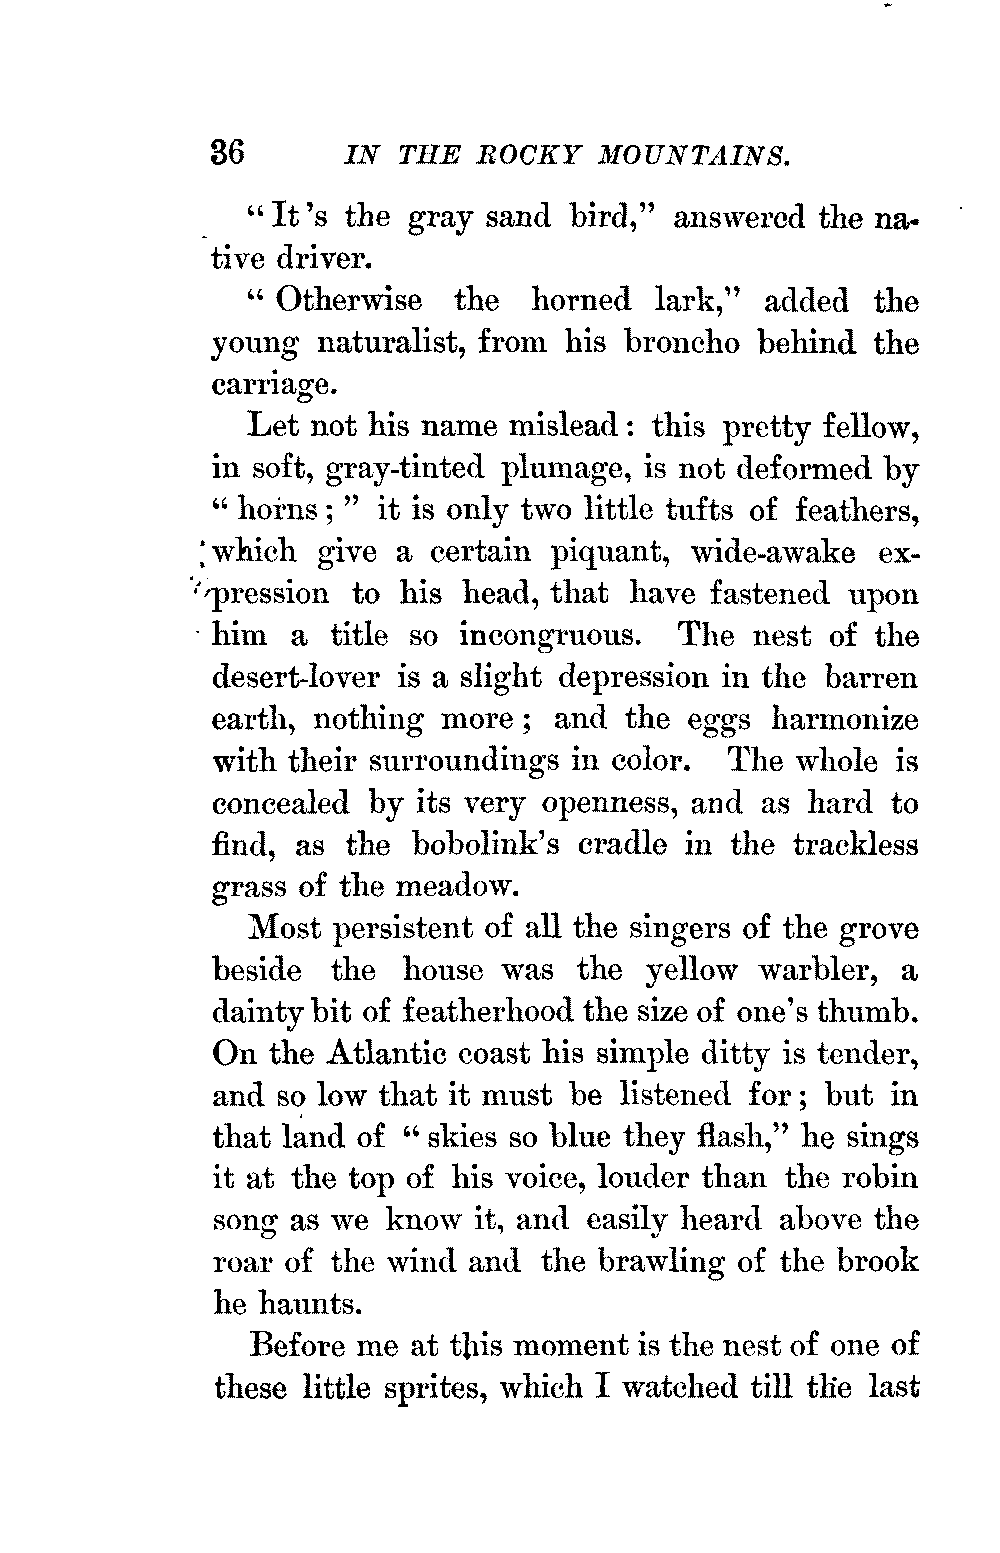 36 IN THE ROCKY MOUNTAINS.
"It's the gray sand bird," answered the na-
tive driver.
"Otherwise the horned lark," added the
young naturalist, from his broncho behind the
carriage.
Let not his name mislead: this pretty fellow,
in soft, gray-tinted plumage, is not deformed by
"horns;" it is only two little tufts of feathers,
which give a certain piquant, wide-awake ex-
pression to his head, that have fastened upon
him a title so incongruous. The nest of the
desert-lover is a slight depression in the barren
earth, nothing more; and the eggs harmonize
with their surroundings in color. The whole is
concealed by its very openness, and as hard to
find, as the bobolink's cradle in the trackless
grass of the meadow.
Most persistent of all the singers of the grove
beside the house was the yellow warbler, a
dainty bit of featherhood the size of one's thumb.
On the Atlantic coast his simple ditty is tender,
and so low that it must be listened for; but in
that land of "skies so blue they flash," he sings
it at the top of his voice, louder than the robin
song as we know it, and easily heard above the
roar of the wind and the brawling of the brook
he haunts.
Before me at this moment is the nest of one of
these little sprites, which I watched till the last